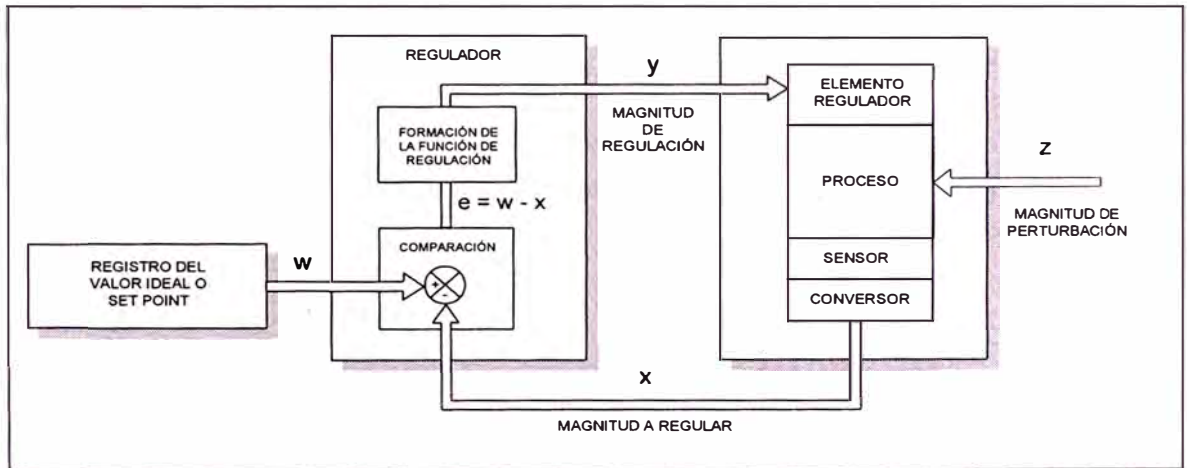 REGULADOR
y
ELEMENTO
REGULADOR
MAGNITUD
DE
REGULACIÓN
FORMACIÓN DE
LA FUNCIÓN DE
REGULACIÓN
z
PROCESO
MAGNITUD DE
PERTURBACIÓN
e = w - x
COMPARACIÓN
REGISTRO DEL
VALOR IDEAL O
SET POINT
w
+
-
SENSOR
CONVERSOR
x
MAGNITUD A REGULAR